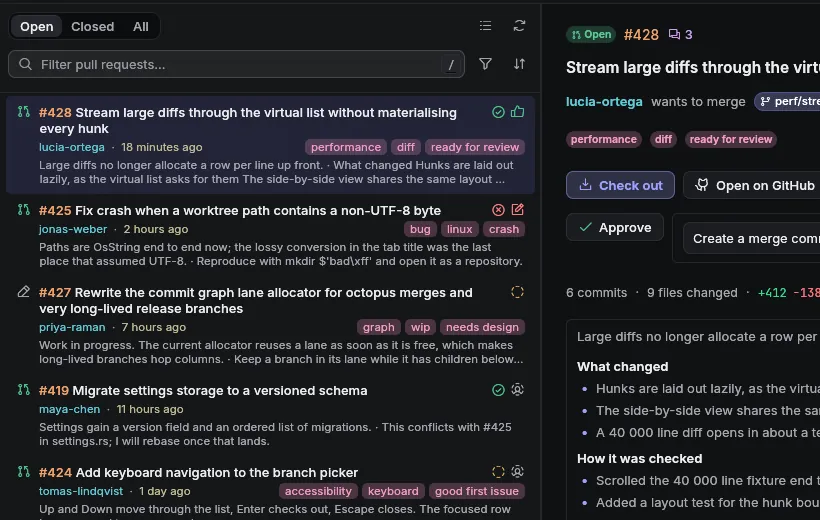 Open Closed All
Filter pull requests... /
#428 Stream large diffs through the virtual list without materialising
every hunk
lucia-ortega · 18 minutes ago performance diff ready for review
Large diffs no longer allocate a row per line up front. · What changed Hunks are laid out
lazily, as the virtual list asks for them The side-by-side view shares the same layout ...
#425 Fix crash when a worktree path contains a non-UTF-8 byte
jonas-weber · 2 hours ago bug linux crash
Paths are OsString end to end now; the lossy conversion in the tab title was the last
place that assumed UTF-8. · Reproduce with mkdir $'bad\xff' and open it as a repository.
#427 Rewrite the commit graph lane allocator for octopus merges and
very long-lived release branches
priya-raman · 7 hours ago graph wip needs design
Work in progress. The current allocator reuses a lane as soon as it is free, which makes
long-lived branches hop columns. · Keep a branch in its lane while it has children below...
#419 Migrate settings storage to a versioned schema
maya-chen · 11 hours ago
Settings gain a version field and an ordered list of migrations. · This conflicts with #425
in settings.rs; I will rebase once that lands.
#424 Add keyboard navigation to the branch picker
tomas-lindqvist · 1 day ago accessibility keyboard good first issue
Up and Down move through the list, Enter checks out, Escape closes. The focused row
Open #428 3
Stream large diffs through the virt
lucia-ortega wants to merge perf/stre
performance diff ready for review
Check out Open on GitHub
Approve Create a merge com
6 commits · 9 files changed · +412 -138
Large diffs no longer allocate a row per
What changed
• Hunks are laid out lazily, as the virtua
• The side-by-side view shares the sa
• A 40 000 line diff opens in about a te
How it was checked
• Scrolled the 40 000 line fixture end t
• Added a layout test for the hunk bou